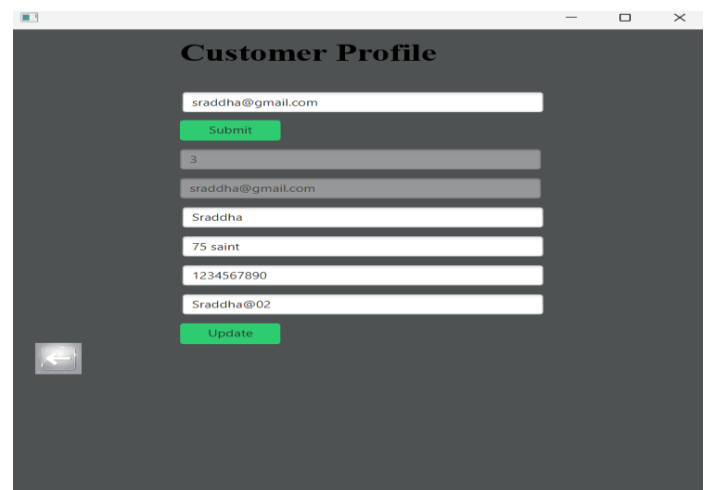 Customer Profile
sraddha@gmail.com
Submit
3
sraddha@gmail.com
Sraddha
75 saint
1234567890
Sraddha@02
Update